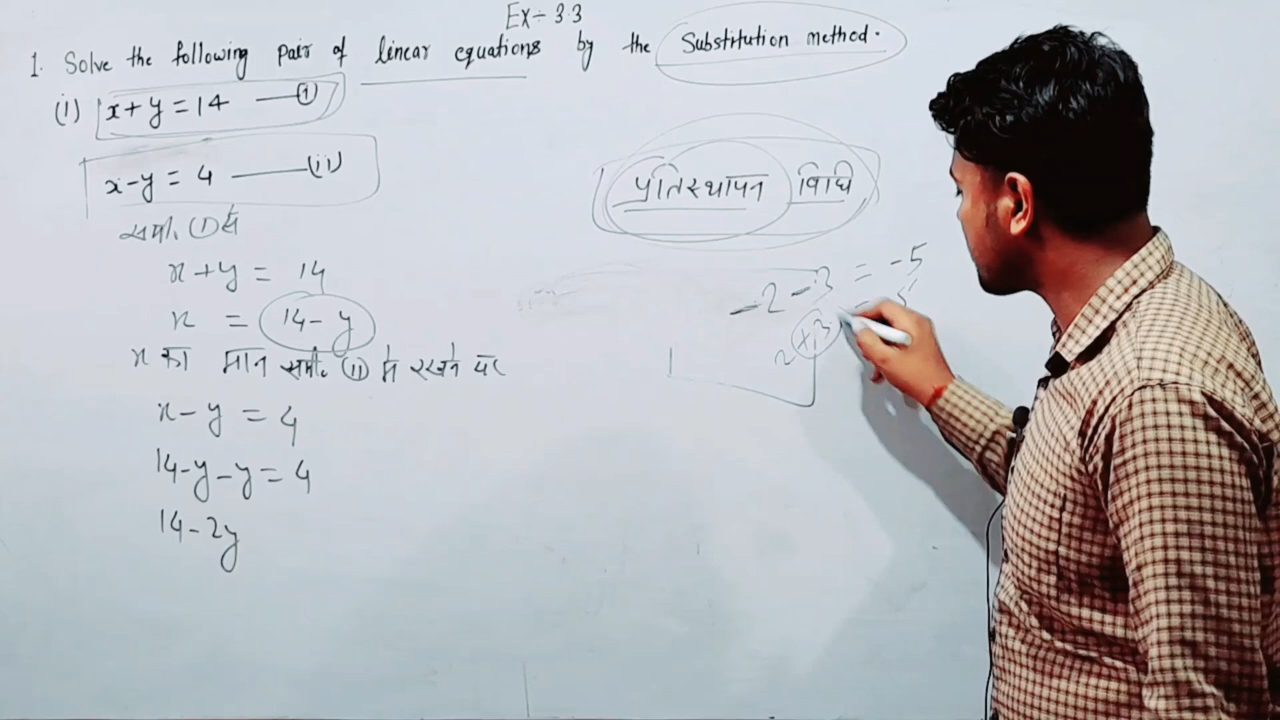 Ex- 3.3
1. Solve the following pair of linear equations by the Substitution method.
(i) x+y = 14 — (i)
x-y = 4 — (ii)
समी. (i) से
x+y = 14
x = 14-y
x का मान समी. (ii) में रखने पर
x-y = 4
14-y-y = 4
14-2y
प्रतिस्थापन विधि
-2-3 = -5
2+3